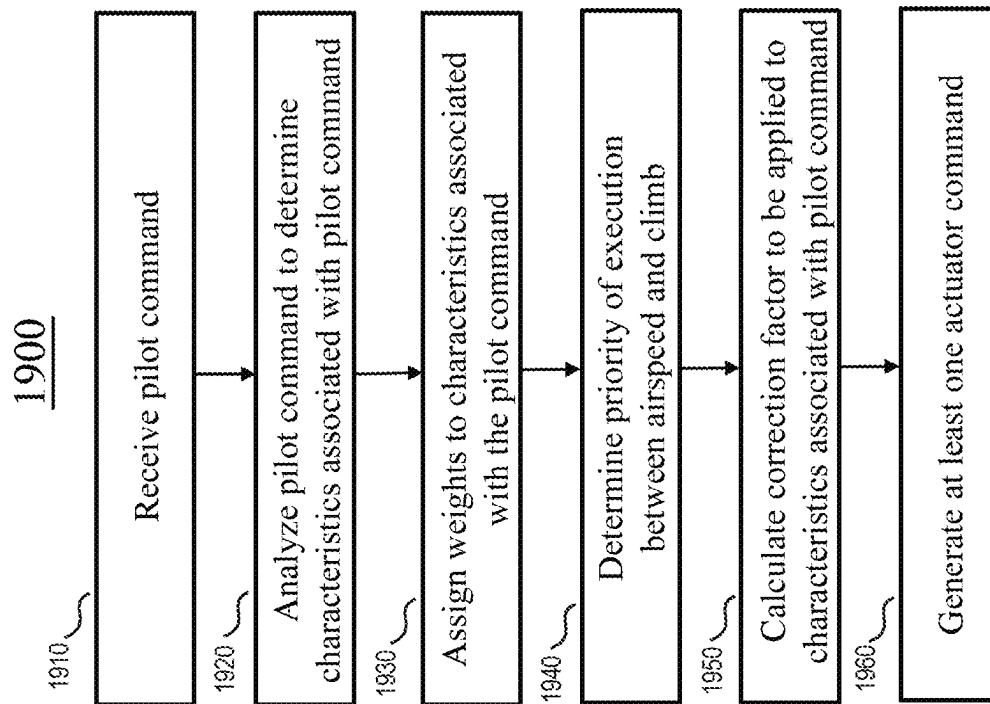 1900
1910
Receive pilot command
1920
Analyze pilot command to determine
characteristics associated with pilot command
1930
Assign weights to characteristics associated
with the pilot command
1940
Determine priority of execution
between airspeed and climb
1950
Calculate correction factor to be applied to
characteristics associated with pilot command
1960
Generate at least one actuator command